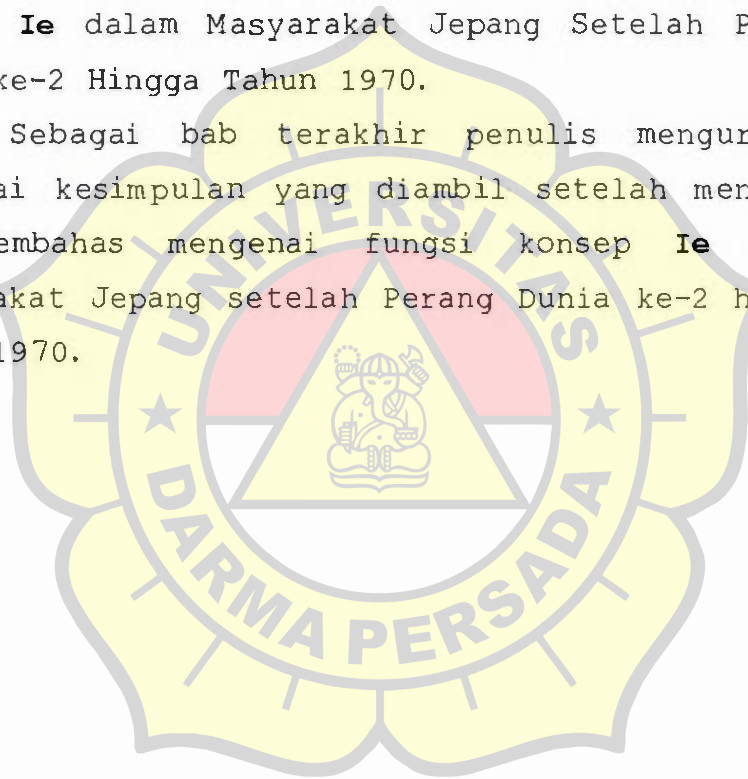 Ie dalam Masyarakat Jepang Setelah P
ke-2 Hingga Tahun 1970.
Sebagai bab terakhir penulis mengur
ai kesimpulan yang diambil setelah men
embahas mengenai fungsi konsep Ie
akat Jepang setelah Perang Dunia ke-2 h
1970.
UNIVERSITAS
DARMA PERSADA